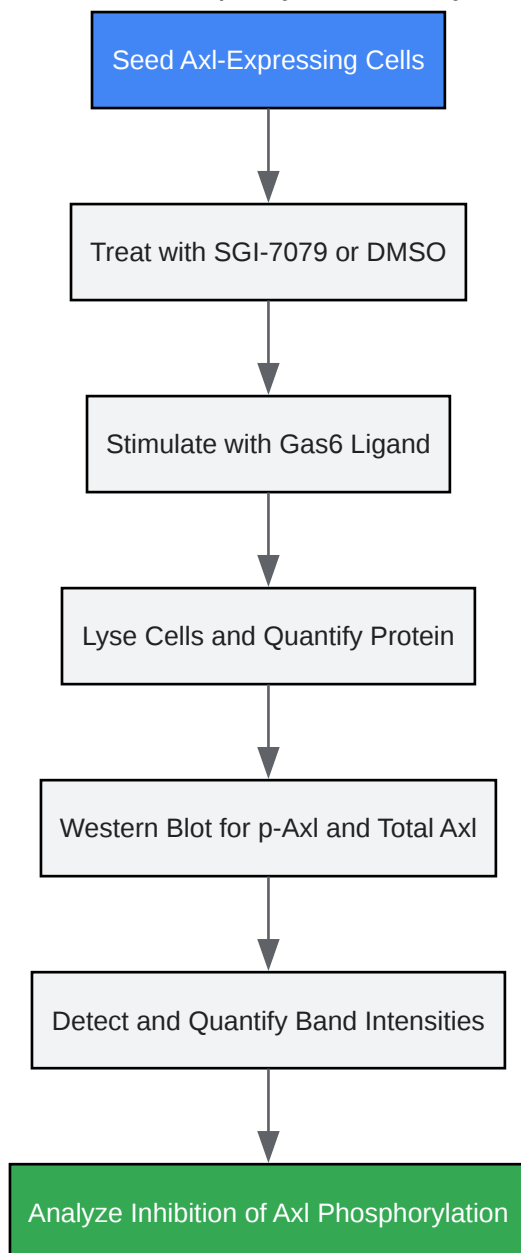 Seed Axl-Expressing Cells
Treat with SGI-7079 or DMSO
Stimulate with Gas6 Ligand
Lyse Cells and Quantify Protein
Western Blot for p-Axl and Total Axl
Detect and Quantify Band Intensities
Analyze Inhibition of Axl Phosphorylation